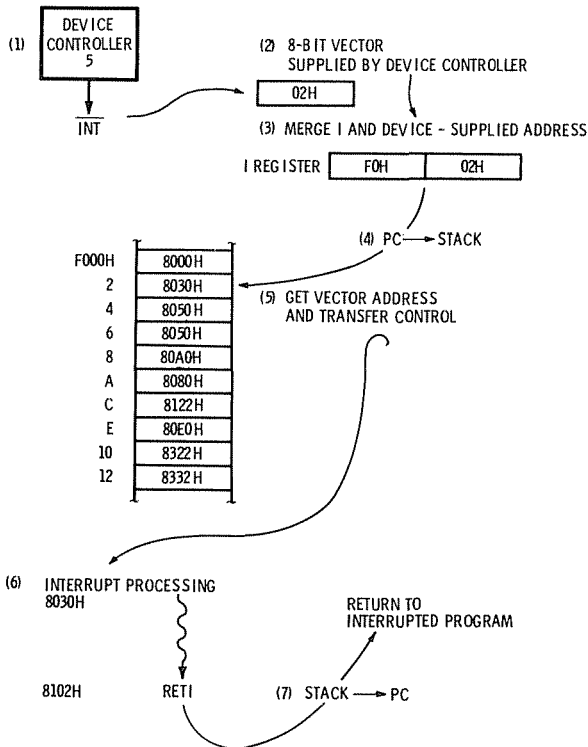 (1) DEVICE
CONTROLLER
5
INT
(2) 8-BIT VECTOR
SUPPLIED BY DEVICE CONTROLLER
02H
(3) MERGE I AND DEVICE - SUPPLIED ADDRESS
I REGISTER F0H 02H
(4) PC STACK
F000H 8000H
2 8030H
4 8050H
6 8050H
8 80A0H
A 8080H
C 8122H
E 80E0H
10 8322H
12 8332H
(5) GET VECTOR ADDRESS
AND TRANSFER CONTROL
(6) INTERRUPT PROCESSING
8030H
RETURN TO
INTERRUPTED PROGRAM
8102H RETI (7) STACK PC